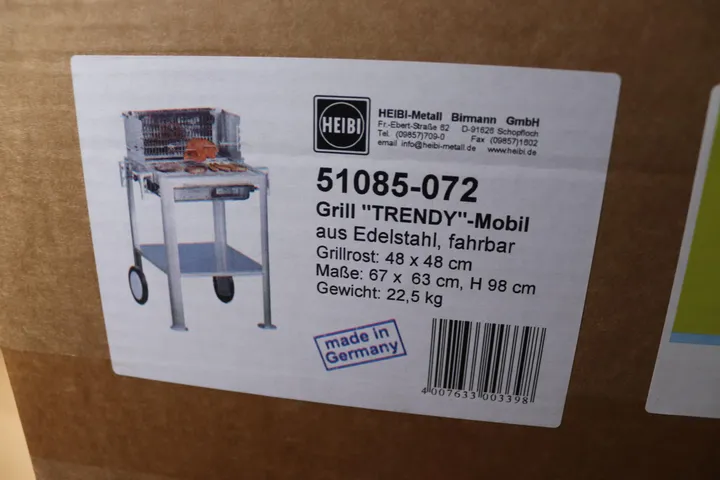 HEIBI
HEIBI-Metall Birmann GmbH
Fr.-Ebert-Straße 82 D-91626 Schopfloch
Tel. (09857)709-0 Fax (09857)1602
email info@heibi-metall.de www.heibi.de
51085-072
Grill "TRENDY"-Mobil
aus Edelstahl, fahrbar
Grillrost: 48 x 48 cm
Maße: 67 x 63 cm, H 98 cm
Gewicht: 22,5 kg
made in
Germany
4 007633 003398